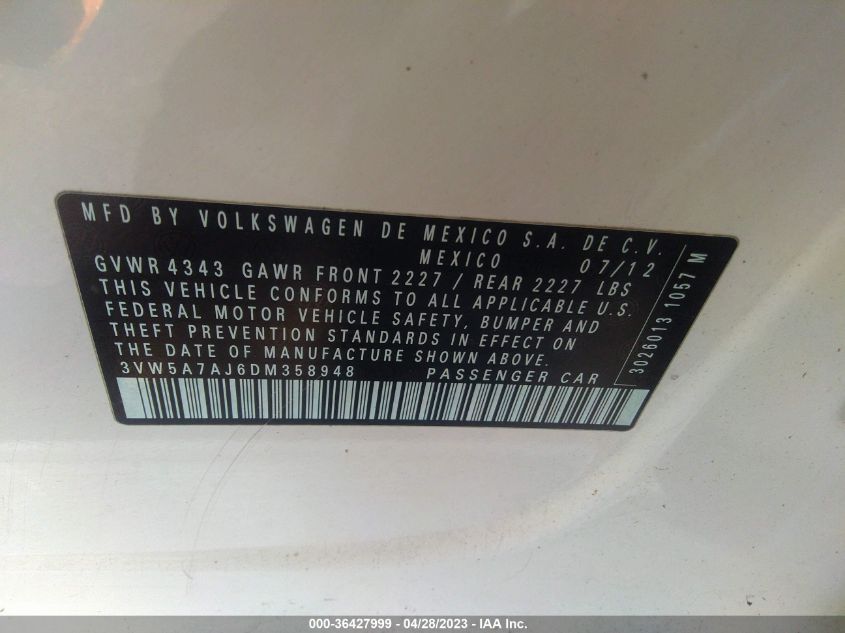 MFD BY VOLKSWAGEN DE MEXICO S.A. DE C.V.
MEXICO 07/12
GVWR 4343 GAWR FRONT 2227 / REAR 2227 LBS
THIS VEHICLE CONFORMS TO ALL APPLICABLE U.S.
FEDERAL MOTOR VEHICLE SAFETY, BUMPER AND
THEFT PREVENTION STANDARDS IN EFFECT ON
THE DATE OF MANUFACTURE SHOWN ABOVE.
3VW5A7AJ6DM358948 PASSENGER CAR
3026013 1057 M
000-36427999 - 04/28/2023 - IAA Inc.